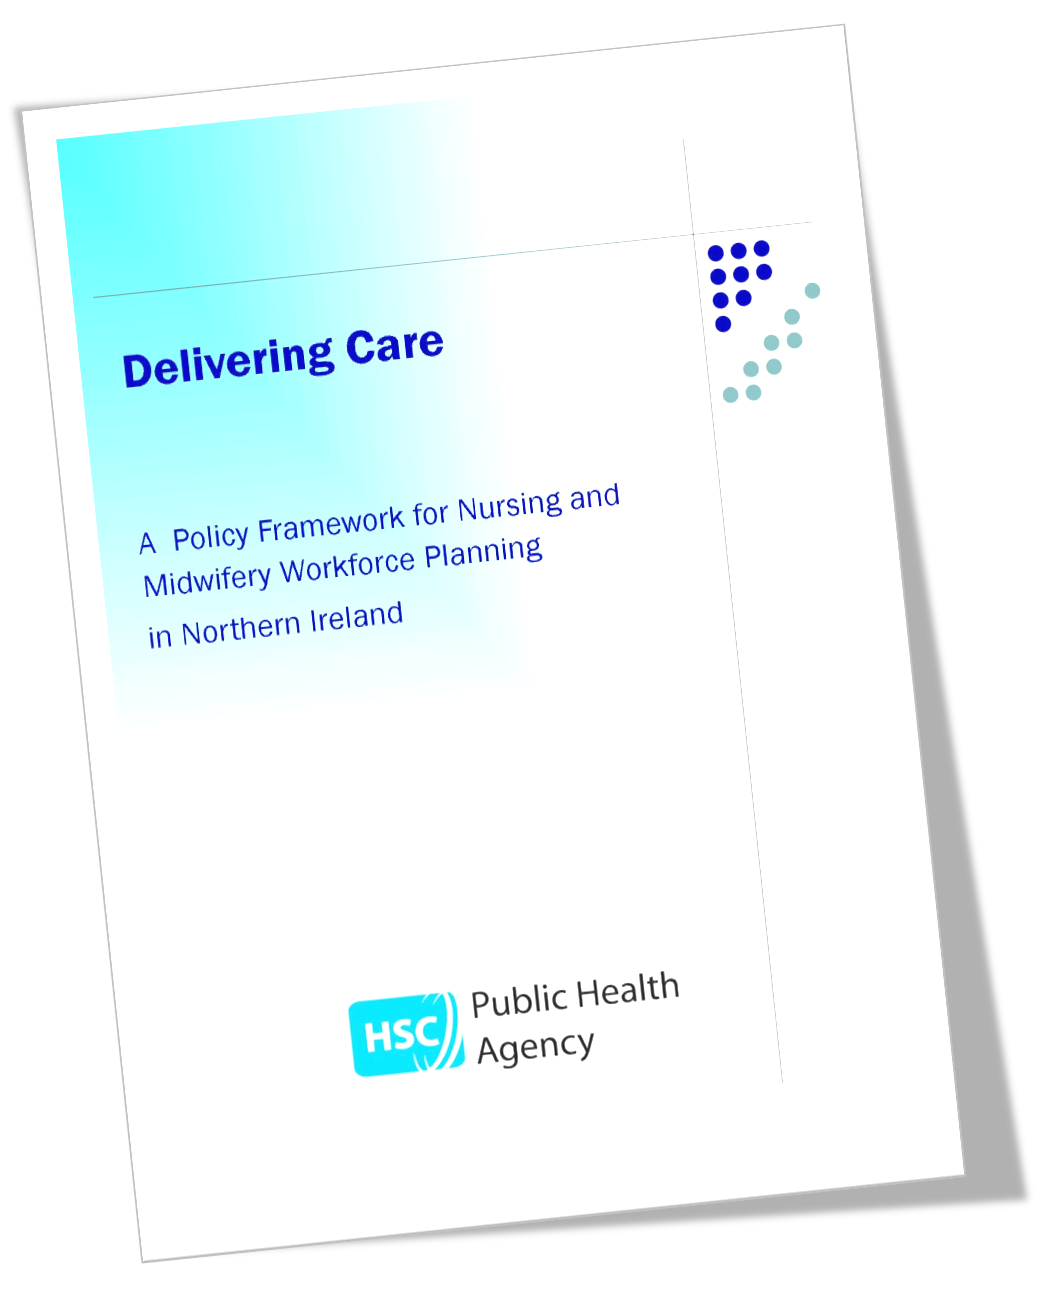 Delivering Care
A Policy Framework for Nursing and
Midwifery Workforce Planning
in Northern Ireland
HSC Public Health
Agency